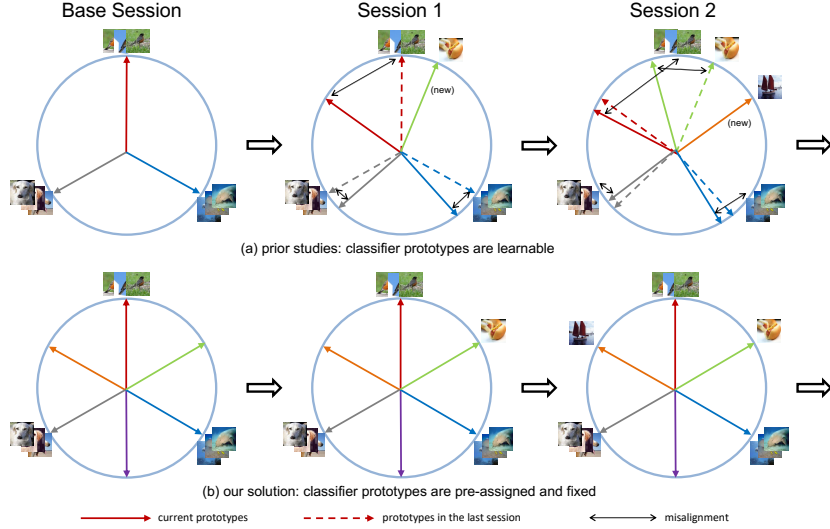 Base Session
Session 1
Session 2
(new)
(new)
(a) prior studies: classifier prototypes are learnable
(b) our solution: classifier prototypes are pre-assigned and fixed
current prototypes
prototypes in the last session
misalignment